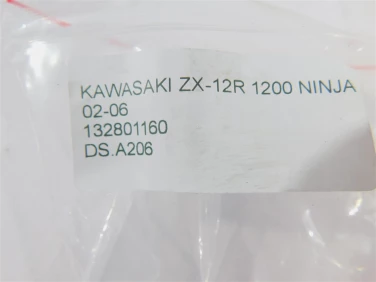 KAWASAKI ZX-12R 1200 NINJA
02-06
132801160
DS.A206